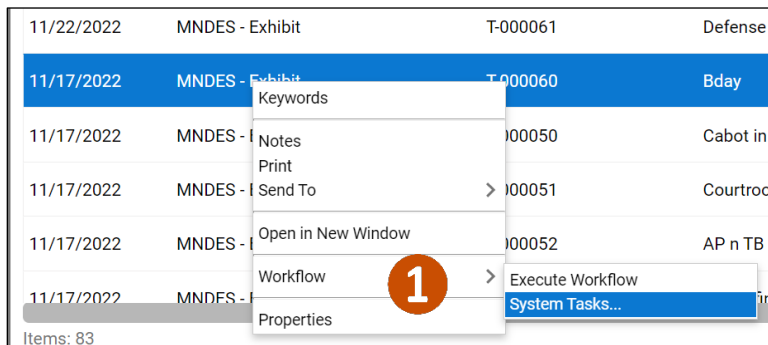 11/22/2022 MNDES - Exhibit T-000061 Defense
11/17/2022 MNDES - Exhibit T-000060 Bday
Keywords
11/17/2022 MNDES - 000050 Cabot in
Notes
Print
11/17/2022 MNDES - Send To 000051
Open in New Window
11/17/2022 MNDES - 000052 AP n TB
Workflow 1 Execute Workflow
11/17/2022 MNDES - System Tasks...
Properties
Items: 83